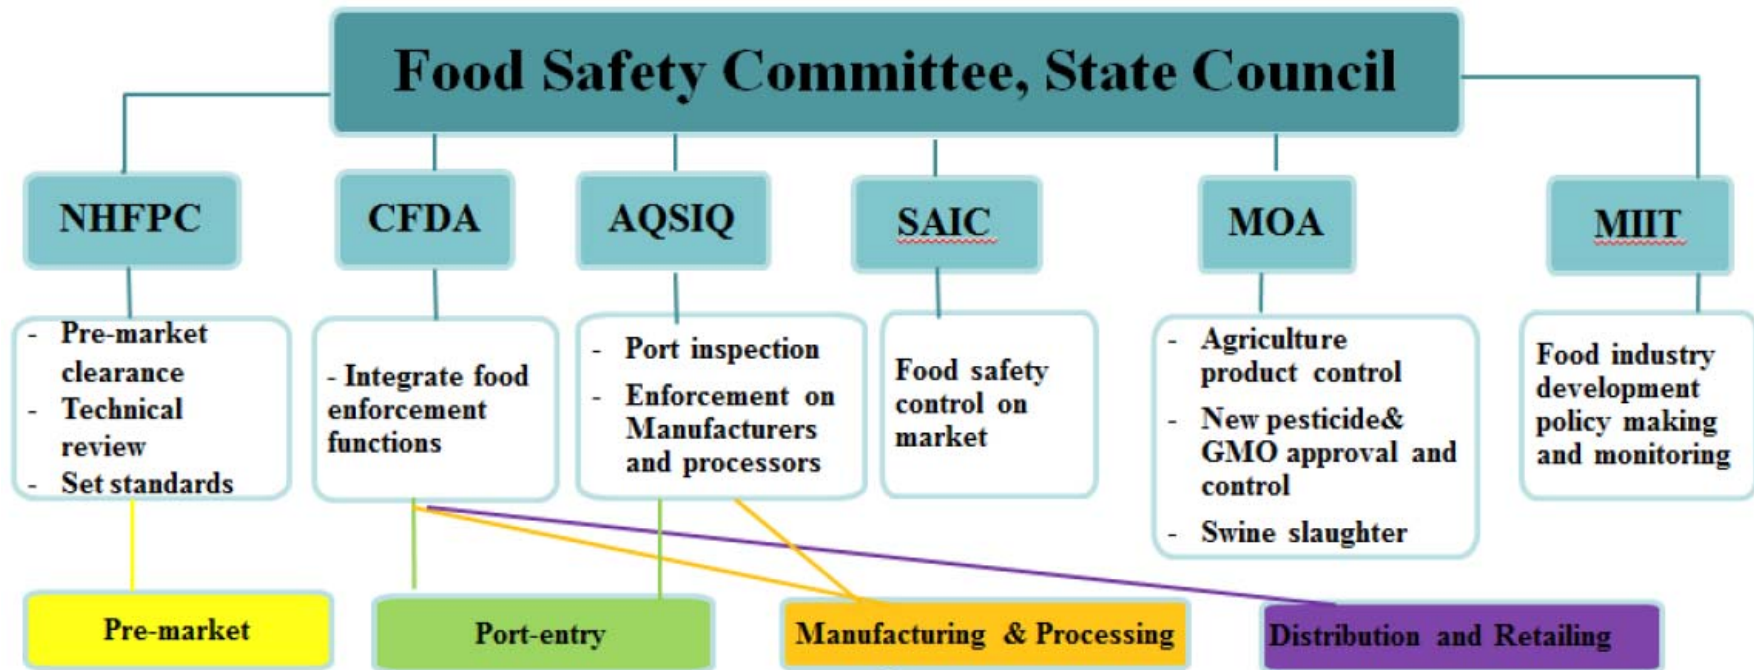 Food Safety Committee, State Council
NHFPC
CFDA
AQSIQ
SAIC
MOA
MIIT
- Pre-market
clearance
- Technical
review
- Set standards
- Integrate food
enforcement
functions
- Port inspection
- Enforcement on
Manufacturers
and processors
Food safety
control on
market
- Agriculture
product control
- New pesticide&
GMO approval and
control
- Swine slaughter
Food industry
development
policy making
and monitoring
Pre-market
Port-entry
Manufacturing & Processing
Distribution and Retailing